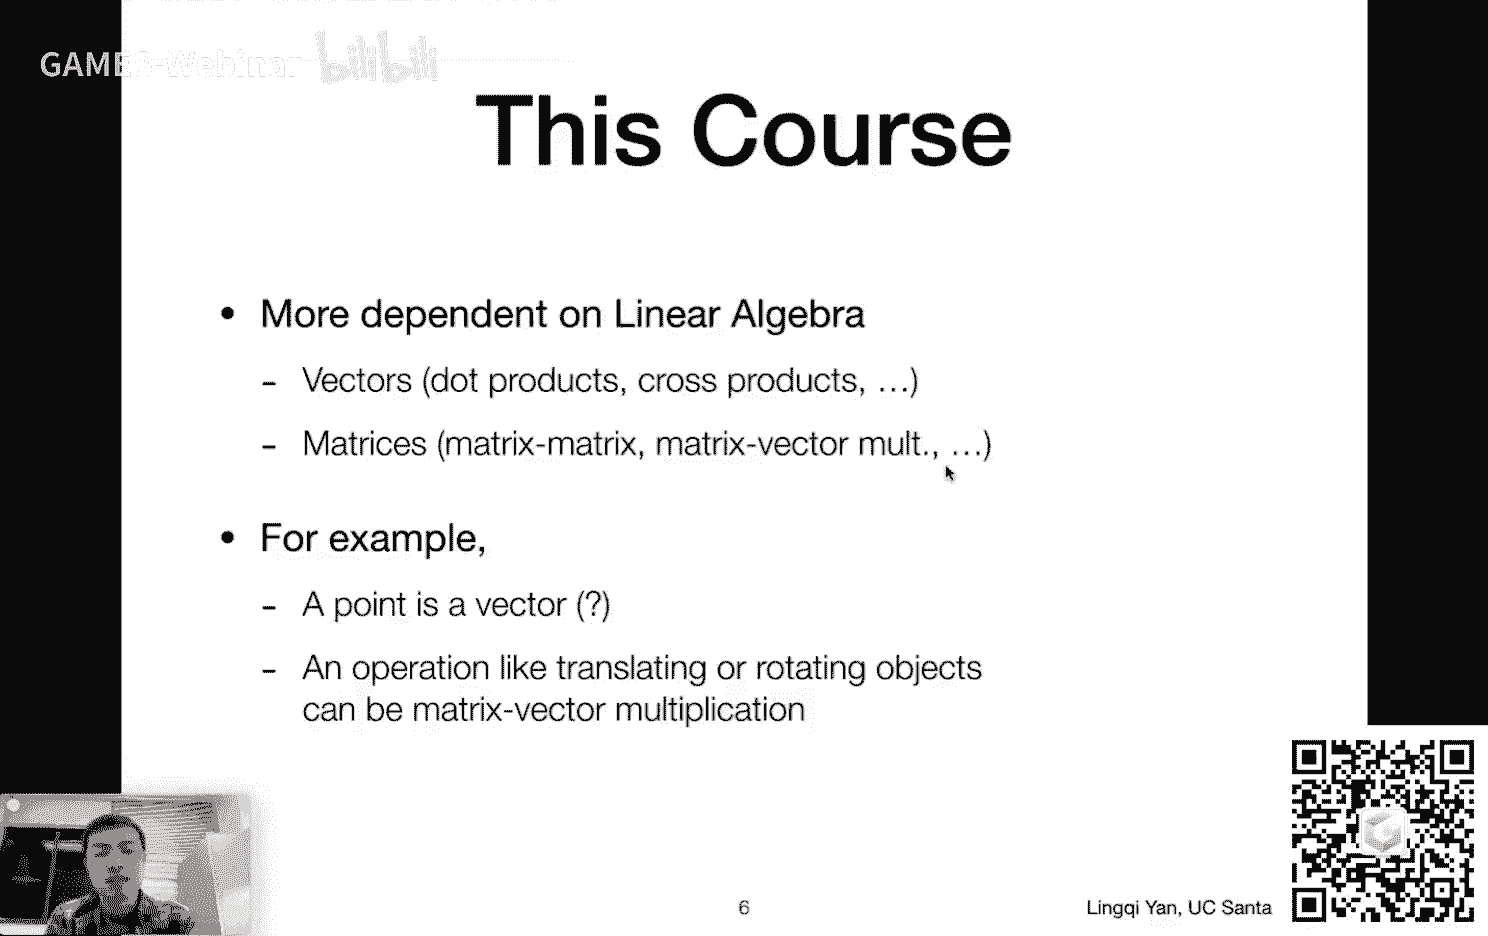 GAMES-Webinar bilibili
This Course
• More dependent on Linear Algebra
- Vectors (dot products, cross products, …)
- Matrices (matrix-matrix, matrix-vector mult., …)
• For example,
- A point is a vector (?)
- An operation like translating or rotating objects
can be matrix-vector multiplication
6
Lingqi Yan, UC Santa